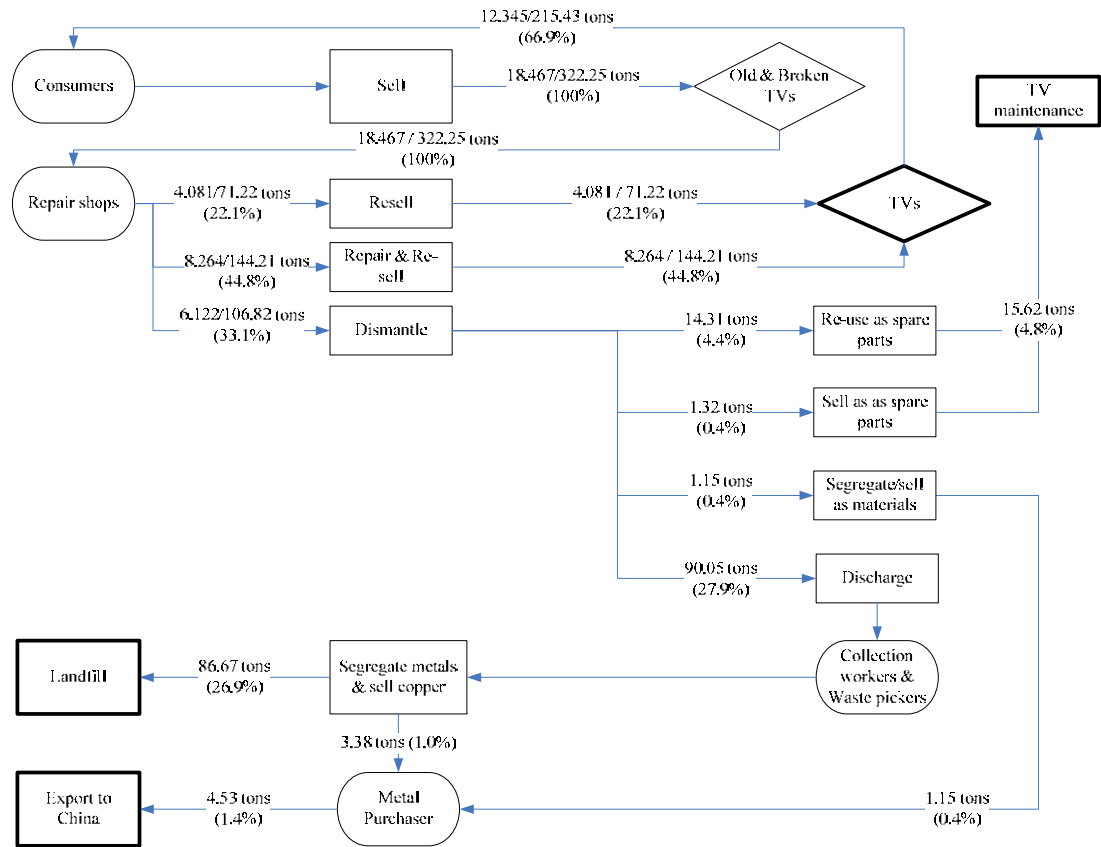 12.345/215.43 tons
(66.9%)
Consumers
Sell
18.467/322.25 tons
(100%)
Old & Broken
TVs
TV
maintenance
18.467 / 322.25 tons
(100%)
Repair shops
4.081/71.22 tons
(22.1%)
Resell
4.081 / 71.22 tons
(22.1%)
TVs
8.264/144.21 tons
(44.8%)
Repair & Re-
sell
8.264 / 144.21 tons
(44.8%)
6.122/106.82 tons
(33.1%)
Dismantle
14.31 tons
(4.4%)
Re-use as spare
parts
15.62 tons
(4.8%)
1.32 tons
(0.4%)
Sell as as spare
parts
1.15 tons
(0.4%)
Segregate/sell
as materials
90.05 tons
(27.9%)
Discharge
Landfill
86.67 tons
(26.9%)
Segregate metals
& sell copper
Collection
workers &
Waste pickers
3.38 tons (1.0%)
Export to
China
4.53 tons
(1.4%)
Metal
Purchaser
1.15 tons
(0.4%)